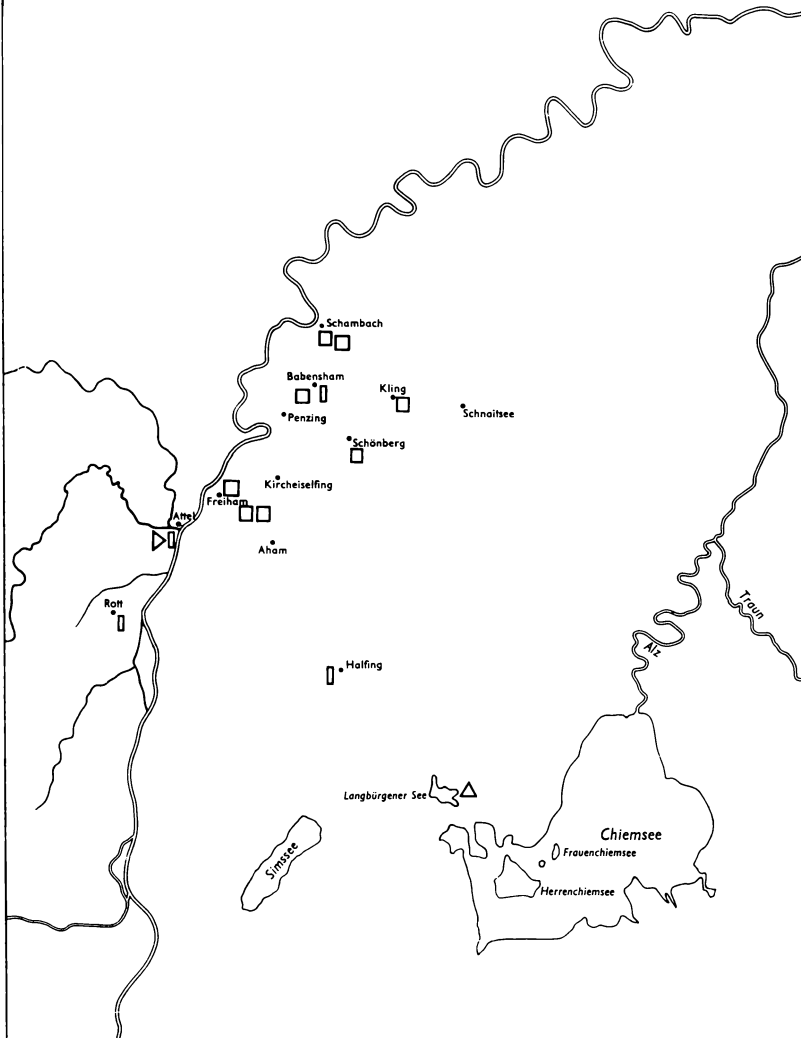 Schambach
Babensham
Kling
Penzing
Schnaitsee
Schönberg
Kircheiselfing
Freiham
Attel
Aham
Rott
Traun
Alz
Halfing
Langbürgener See
Simssee
Chiemsee
Frauenchiemsee
Herrenchiemsee